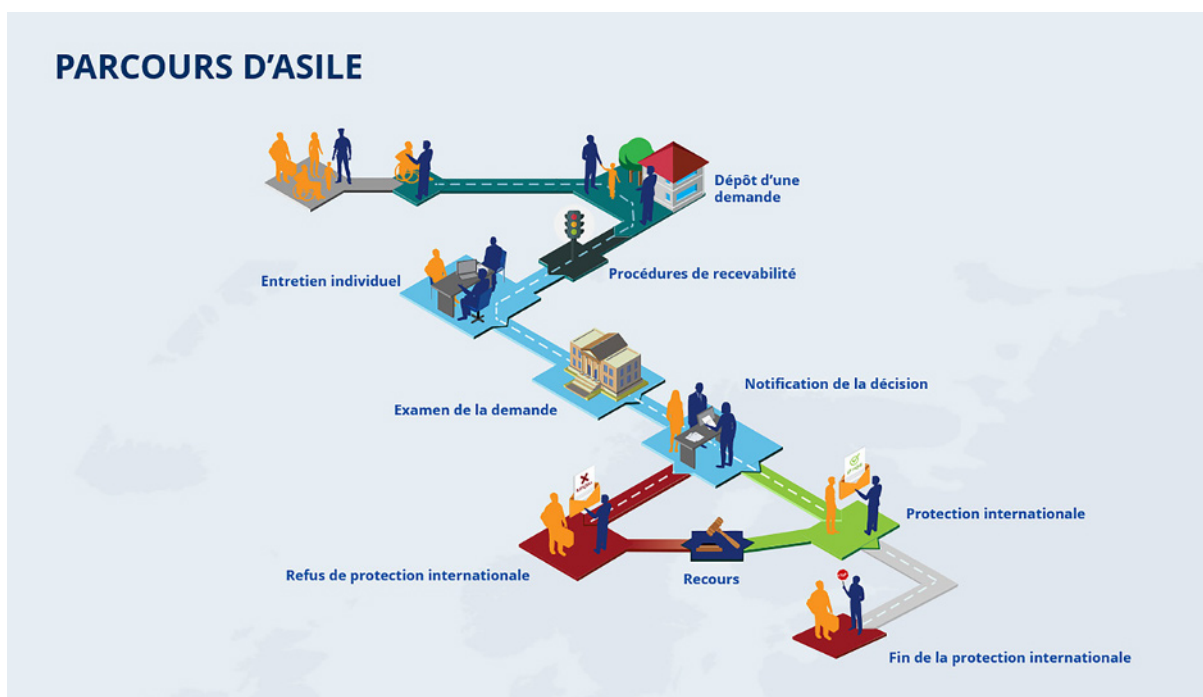 PARCOURS D'ASILE
Dépôt d'une
demande
Procédures de recevabilité
Entretien individuel
Examen de la demande
Notification de la décision
Protection internationale
Refus de protection internationale
Recours
Fin de la protection internationale